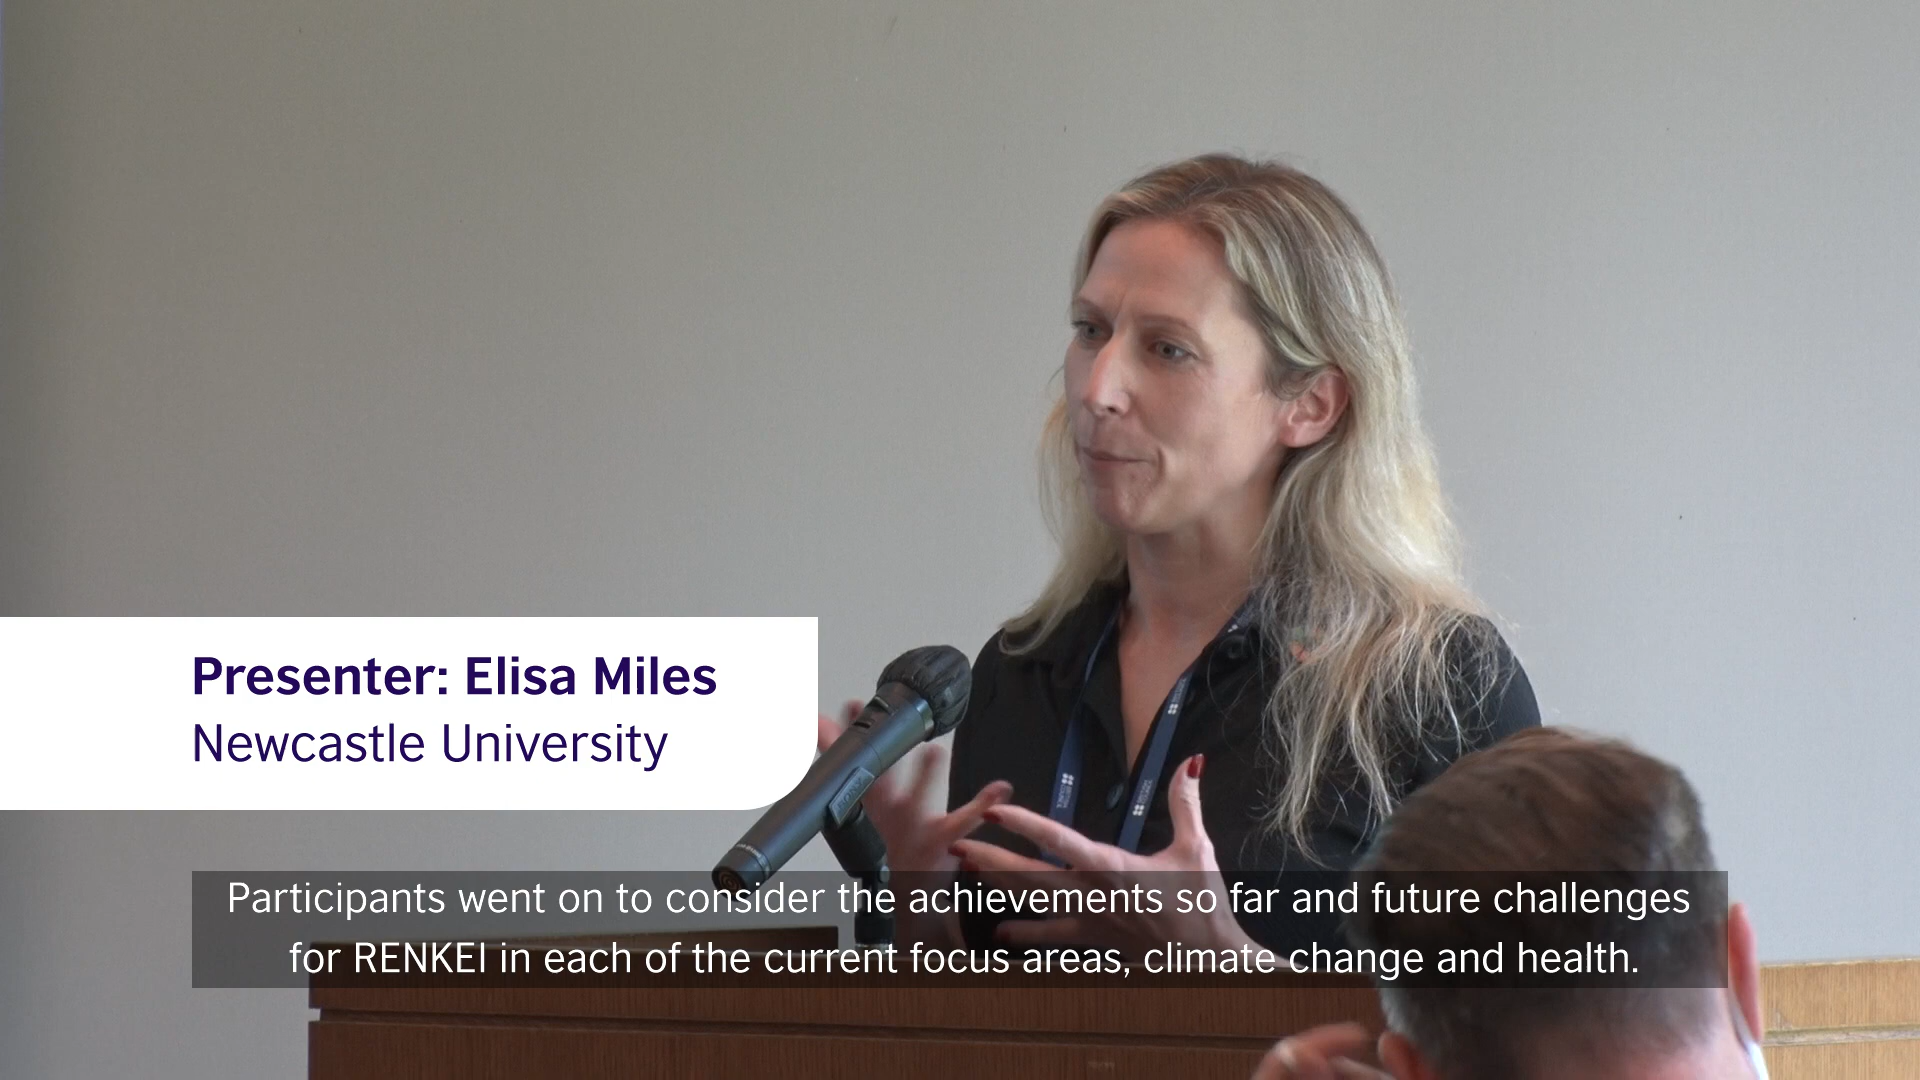 Presenter: Elisa Miles
Newcastle University
Participants went on to consider the achievements so far and future challenges
for RENKEI in each of the current focus areas, climate change and health.